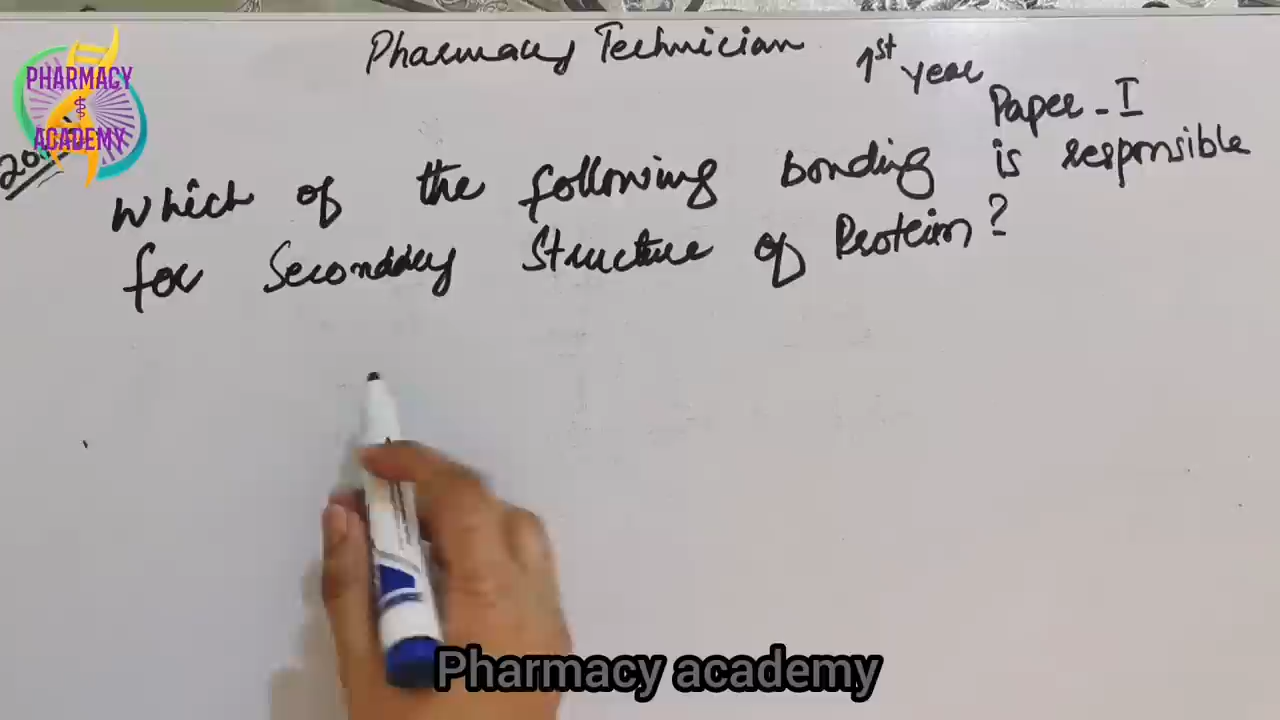 Pharmacy Technician 1st year
Paper - I
PHARMACY
ACADEMY
Which of the following bonding is responsible
for Secondary Structure of Protein?
Pharmacy academy